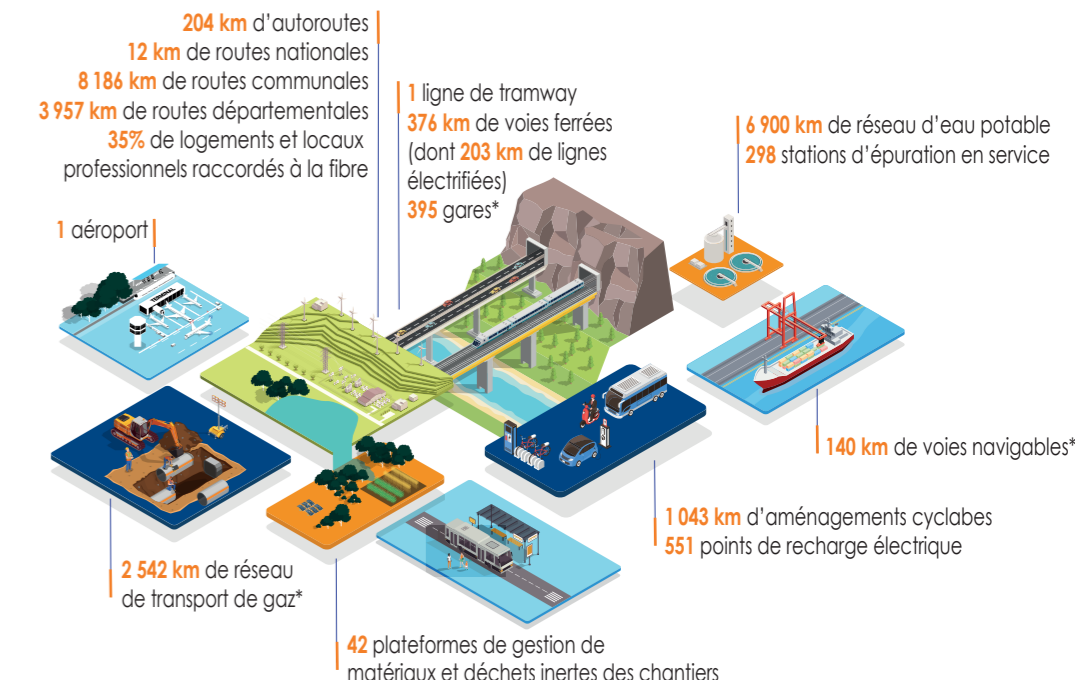 204 km d'autoroutes
12 km de routes nationales
8 186 km de routes communales
3 957 km de routes départementales
35% de logements et locaux
professionnels raccordés à la fibre
1 ligne de tramway
376 km de voies ferrées
(dont 203 km de lignes
électrifiées)
395 gares*
6 900 km de réseau d'eau potable
298 stations d'épuration en service
1 aéroport
TERMINAL
140 km de voies navigables*
1 043 km d'aménagements cyclabes
551 points de recharge électrique
2 542 km de réseau
de transport de gaz*
42 plateformes de gestion de
matériaux et déchets inertes des chantiers